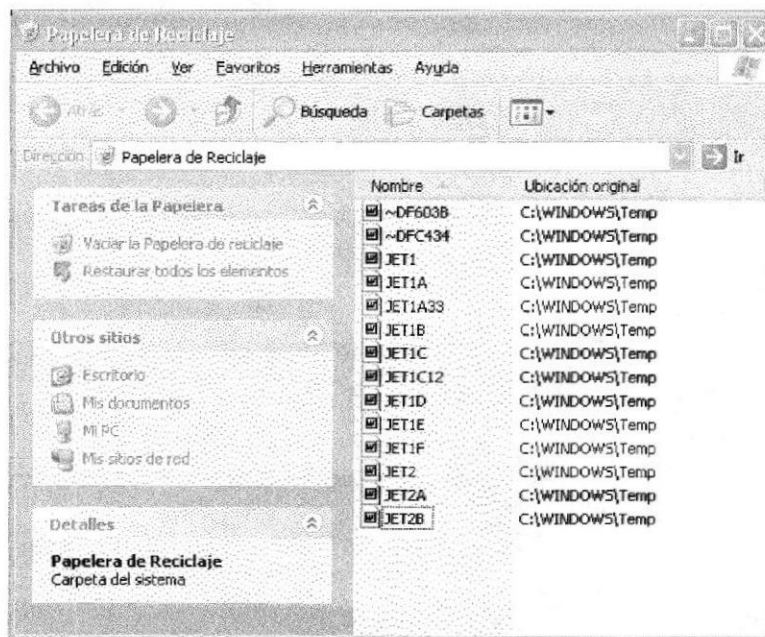 Papelera de Reciclaje
Archivo Edición Ver Favoritos Herramientas Ayuda
Atrás Búsqueda Carpetas
Dirección Papelera de Reciclaje Ir
Tareas de la Papelera
Vaciar la Papelera de reciclaje
Restaurar todos los elementos
Otros sitios
Escritorio
Mis documentos
Mi PC
Mis sitios de red
Detalles
Papelera de Reciclaje
Carpeta del sistema
Nombre Ubicación original
~DF603B C:\WINDOWS\Temp
~DFC434 C:\WINDOWS\Temp
JET1 C:\WINDOWS\Temp
JET1A C:\WINDOWS\Temp
JET1A33 C:\WINDOWS\Temp
JET1B C:\WINDOWS\Temp
JET1C C:\WINDOWS\Temp
JET1C12 C:\WINDOWS\Temp
JET1D C:\WINDOWS\Temp
JET1E C:\WINDOWS\Temp
JET1F C:\WINDOWS\Temp
JET2 C:\WINDOWS\Temp
JET2A C:\WINDOWS\Temp
JET2B C:\WINDOWS\Temp